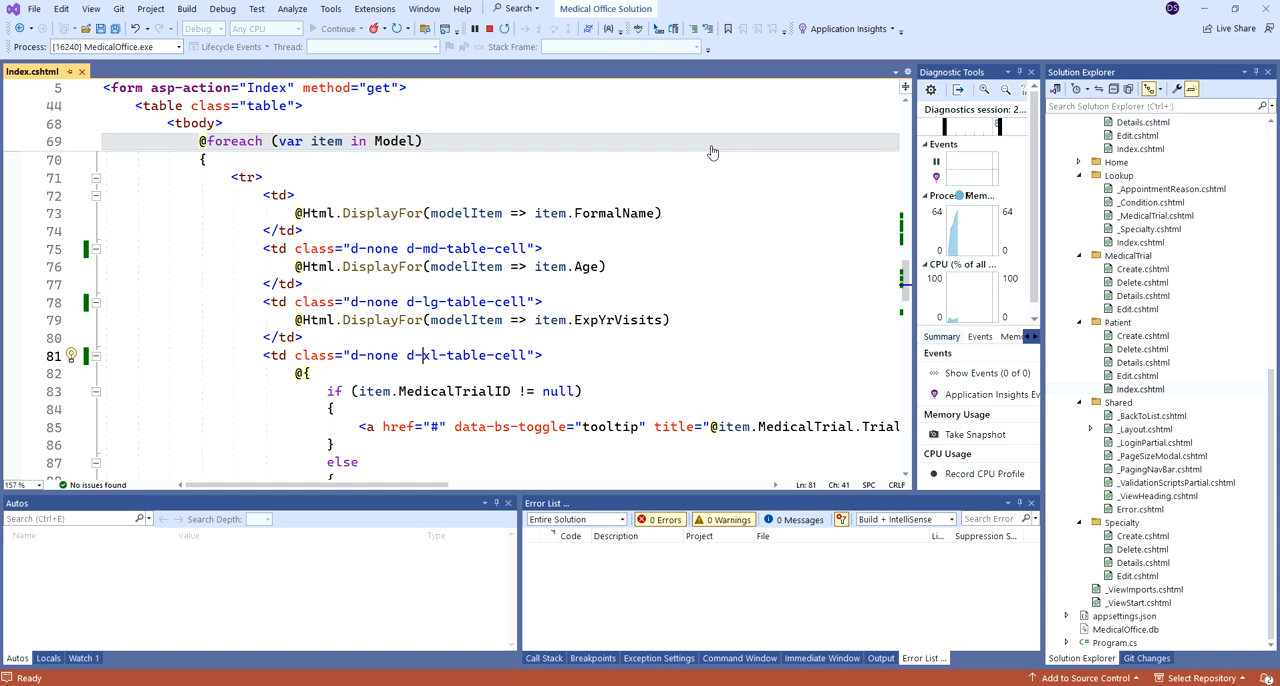 File Edit View Git Project Build Debug Test Analyze Tools Extensions Window Help Search Medical Office Solution DS
Debug Any CPU Continue Application Insights Live Share
Process: [16240] MedicalOffice.exe Lifecycle Events Thread: Stack Frame:
Index.cshtml
5 <form asp-action="Index" method="get">
44 <table class="table">
68 <tbody>
69 @foreach (var item in Model)
70 {
71 <tr>
72 <td>
73 @Html.DisplayFor(modelItem => item.FormalName)
74 </td>
75 <td class="d-none d-md-table-cell">
76 @Html.DisplayFor(modelItem => item.Age)
77 </td>
78 <td class="d-none d-lg-table-cell">
79 @Html.DisplayFor(modelItem => item.ExpYrVisits)
80 </td>
81 <td class="d-none d-xl-table-cell">
82 @{
83 if (item.MedicalTrialID != null)
84 {
85 <a href="#" data-bs-toggle="tooltip" title="@item.MedicalTrial.Trial
86 }
87 else
{
157 % No issues found Ln: 81 Ch: 41 SPC CRLF
Diagnostic Tools
Diagnostics session: 2...
Events
Process Mem...
64 64
0 0
CPU (% of all ...
100 100
0 0
Summary Events Memo
Events
Show Events (0 of 0)
Application Insights Ev
Memory Usage
Take Snapshot
CPU Usage
Record CPU Profile
Solution Explorer
Search Solution Explorer (Ctrl+;)
Details.cshtml
Edit.cshtml
Index.cshtml
Home
Lookup
_AppointmentReason.cshtml
_Condition.cshtml
_MedicalTrial.cshtml
_Specialty.cshtml
Index.cshtml
MedicalTrial
Create.cshtml
Delete.cshtml
Details.cshtml
Edit.cshtml
Patient
Create.cshtml
Delete.cshtml
Details.cshtml
Edit.cshtml
Index.cshtml
Shared
_BackToList.cshtml
_Layout.cshtml
_LoginPartial.cshtml
_PageSizeModal.cshtml
_PagingNavBar.cshtml
_ValidationScriptsPartial.cshtml
_ViewHeading.cshtml
Error.cshtml
Specialty
Create.cshtml
Delete.cshtml
Details.cshtml
Edit.cshtml
_ViewImports.cshtml
_ViewStart.cshtml
appsettings.json
MedicalOffice.db
Program.cs
Solution Explorer Git Changes
Autos
Search (Ctrl+E) Search Depth:
Name Value Type
Autos Locals Watch 1
Error List ...
Entire Solution 0 Errors 0 Warnings 0 Messages Build + IntelliSense Search Error
Code Description Project File Li... Suppression S...
Call Stack Breakpoints Exception Settings Command Window Immediate Window Output Error List ...
Ready Add to Source Control Select Repository 2